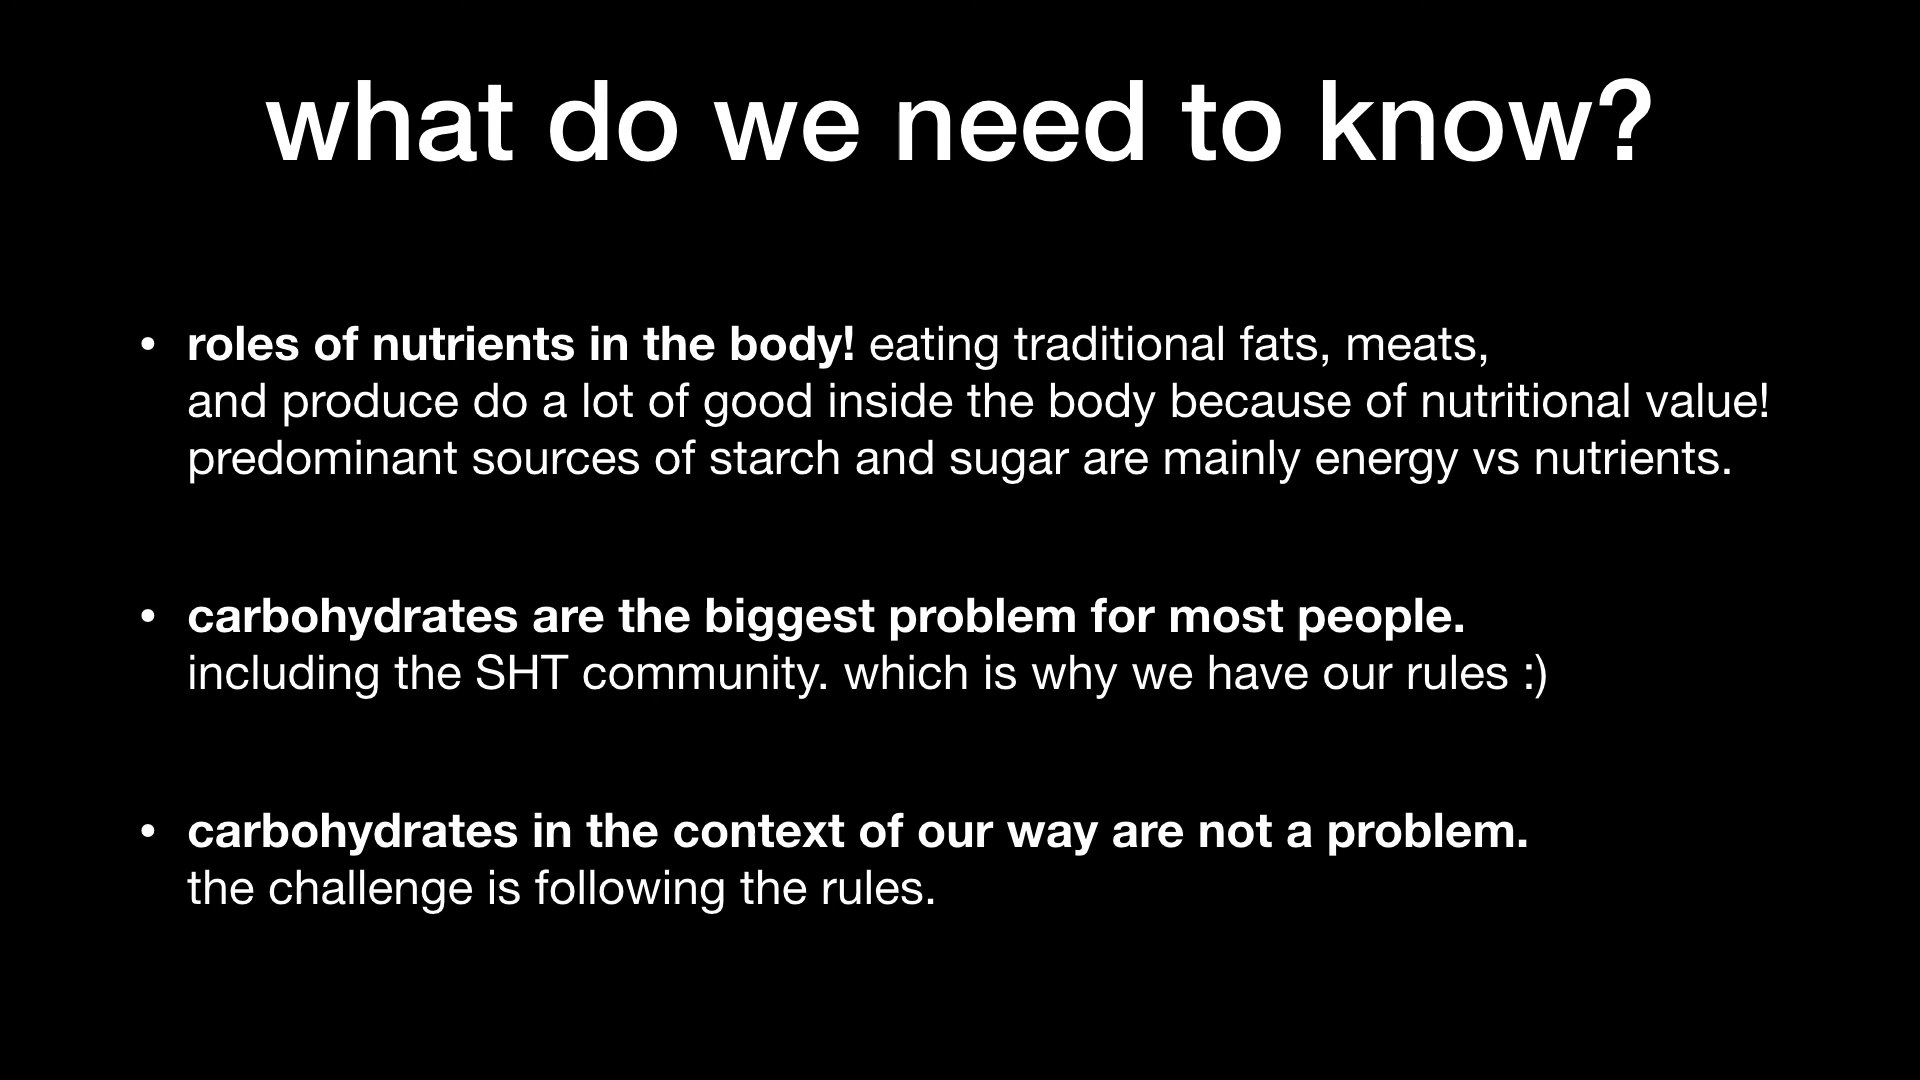 what do we need to know?
• roles of nutrients in the body! eating traditional fats, meats,
and produce do a lot of good inside the body because of nutritional value!
predominant sources of starch and sugar are mainly energy vs nutrients.
• carbohydrates are the biggest problem for most people.
including the SHT community. which is why we have our rules :)
• carbohydrates in the context of our way are not a problem.
the challenge is following the rules.